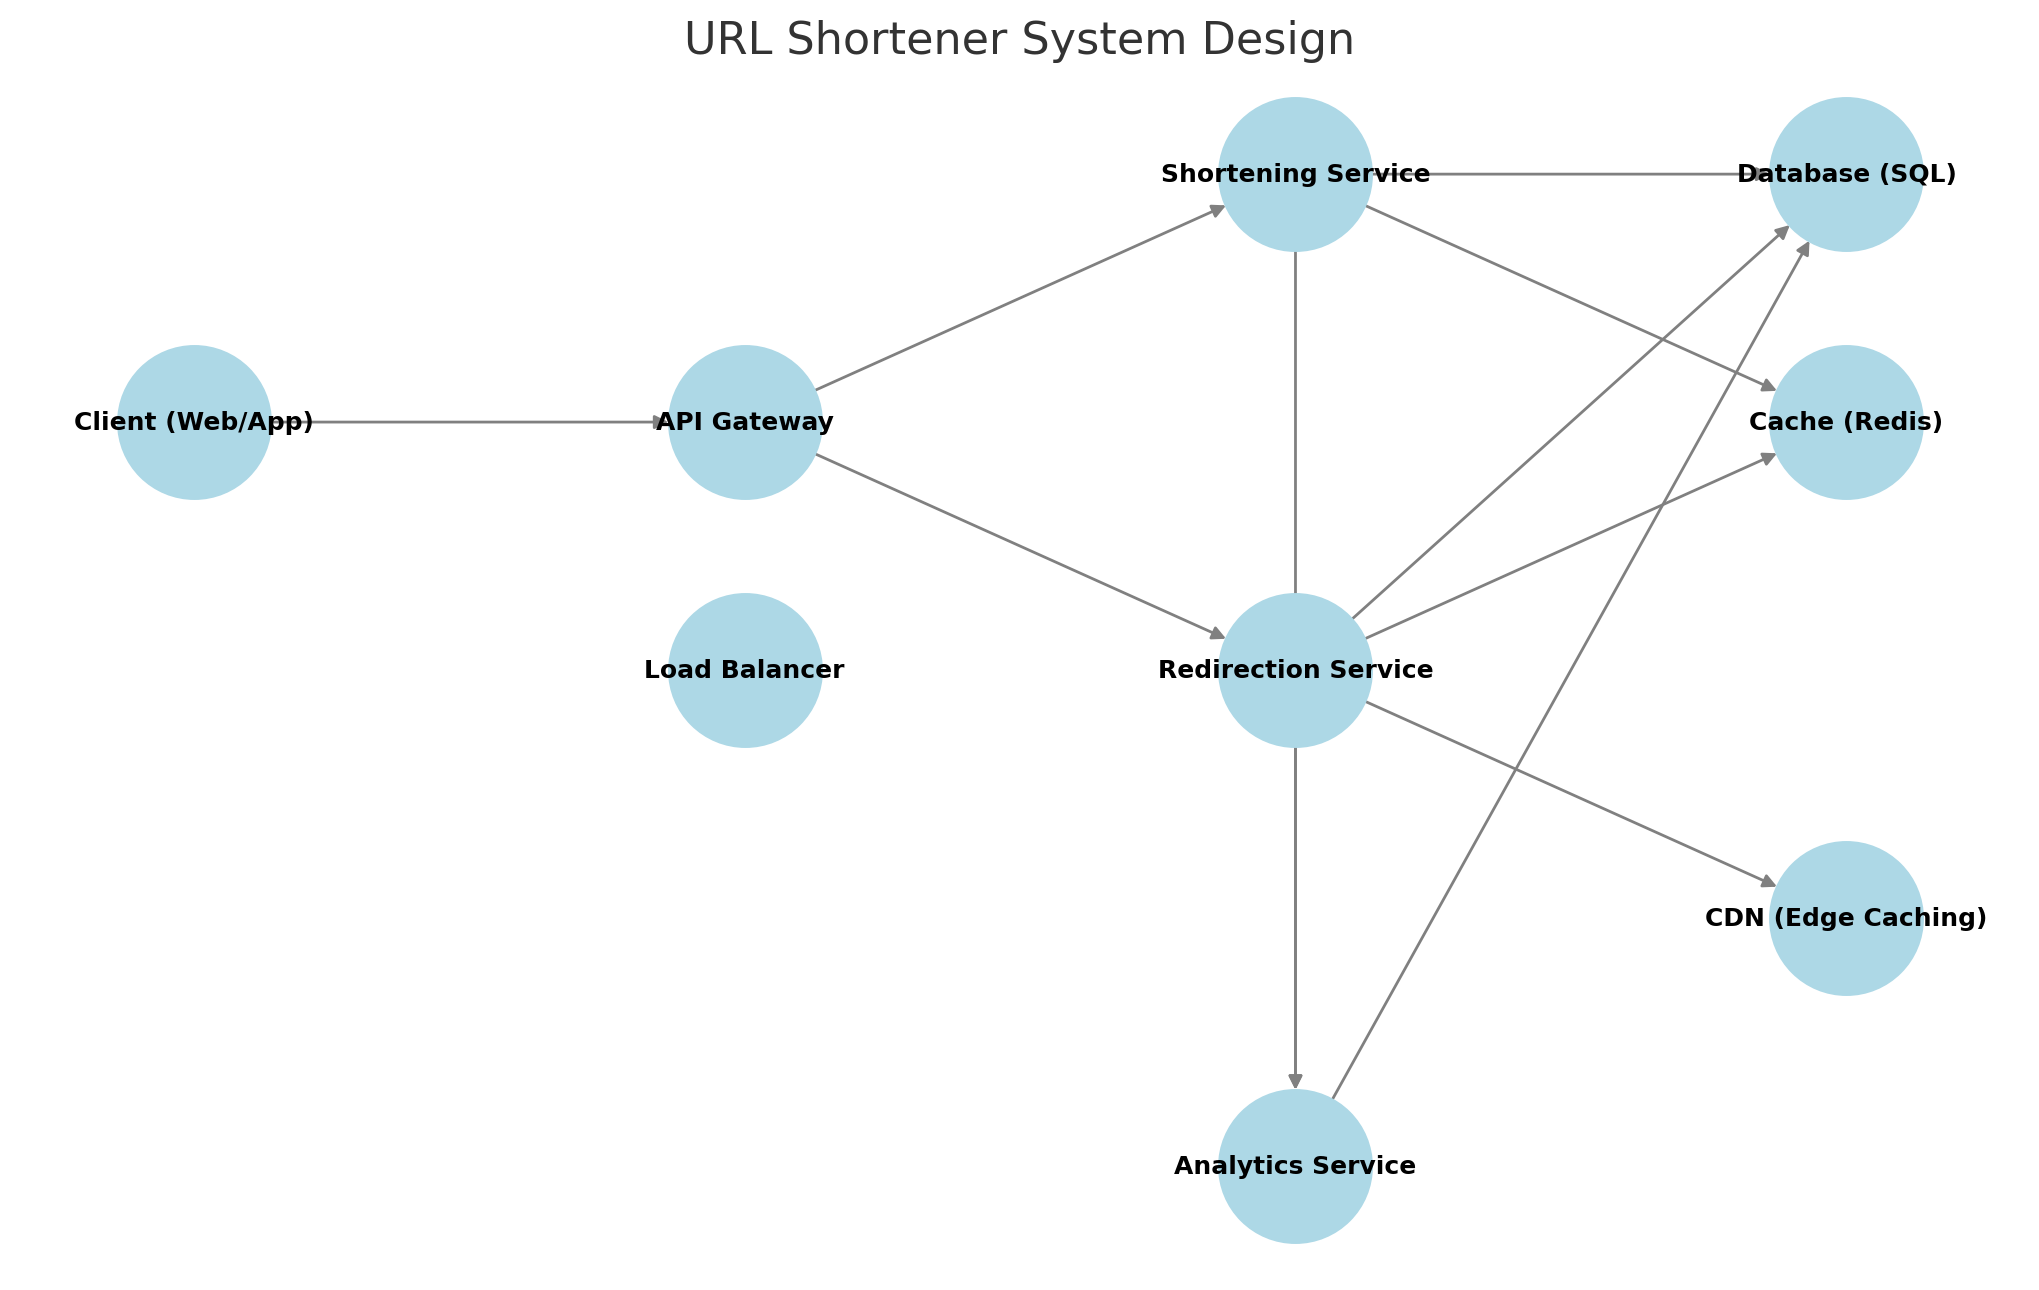 URL Shortener System Design
Shortening Service
Database (SQL)
Client (Web/App)
API Gateway
Cache (Redis)
Load Balancer
Redirection Service
CDN (Edge Caching)
Analytics Service